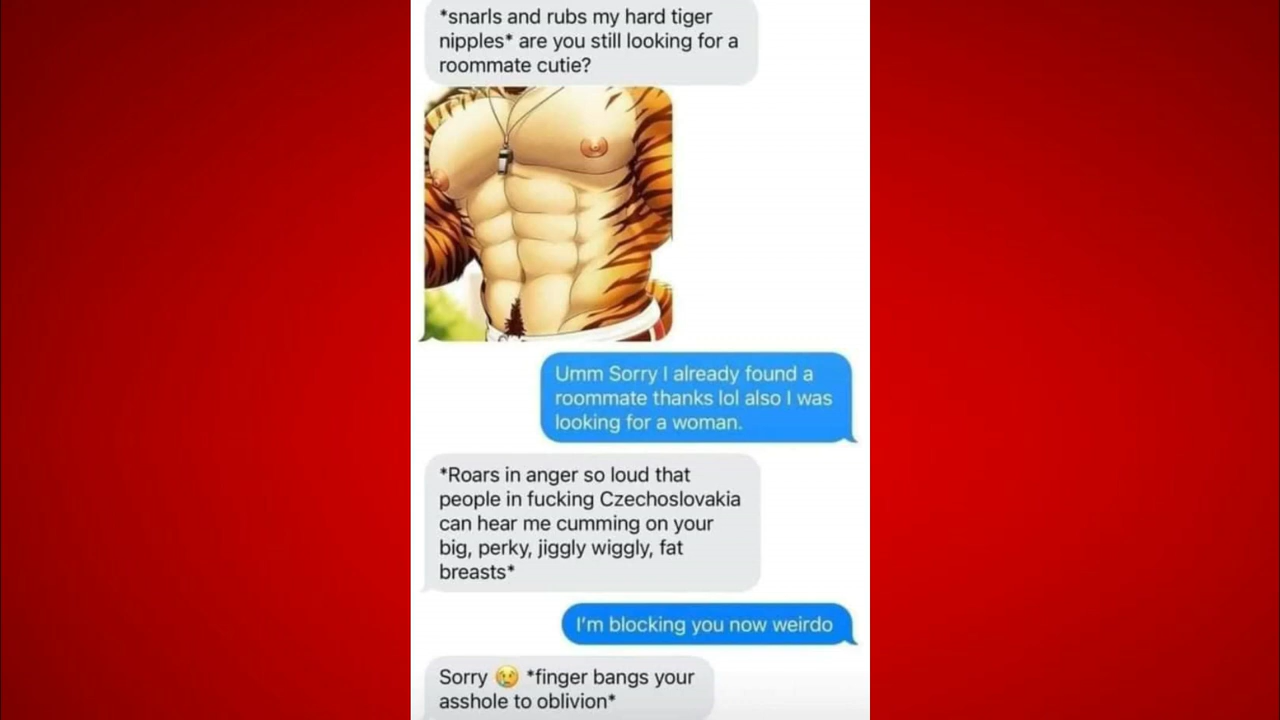 *snarls and rubs my hard tiger
nipples* are you still looking for a
roommate cutie?
Umm Sorry I already found a
roommate thanks lol also I was
looking for a woman.
*Roars in anger so loud that
people in fucking Czechoslovakia
can hear me cumming on your
big, perky, jiggly wiggly, fat
breasts*
I'm blocking you now weirdo
Sorry 😢 *finger bangs your
asshole to oblivion*